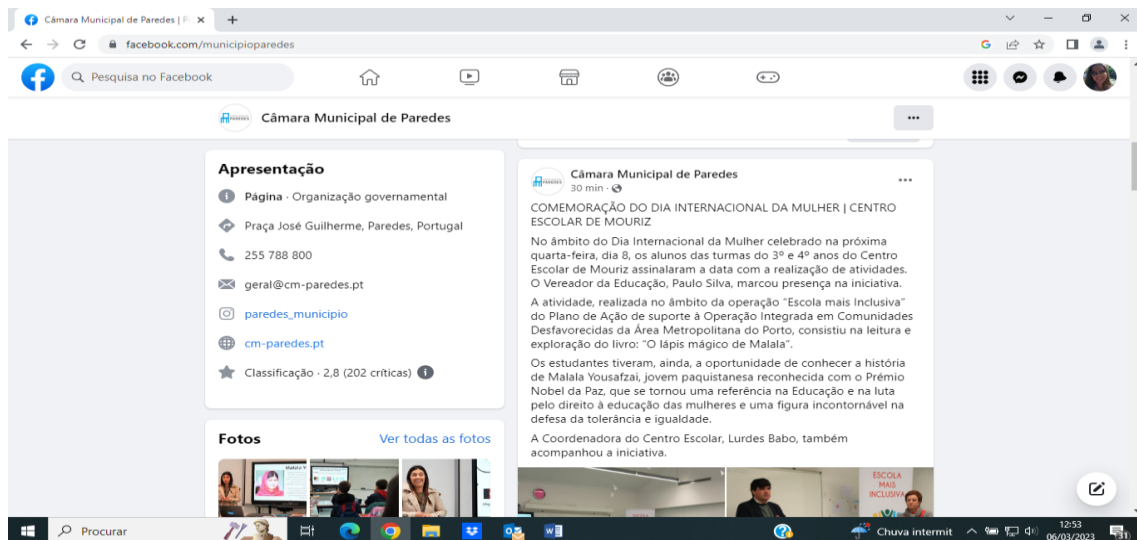 Câmara Municipal de Paredes | P
facebook.com/municipioparedes
Pesquisa no Facebook
Câmara Municipal de Paredes
Apresentação
Página · Organização governamental
Praça José Guilherme, Paredes, Portugal
255 788 800
geral@cm-paredes.pt
paredes_municipio
cm-paredes.pt
Classificação · 2,8 (202 críticas)
Fotos
Ver todas as fotos
Câmara Municipal de Paredes
30 min ·
COMEMORAÇÃO DO DIA INTERNACIONAL DA MULHER | CENTRO
ESCOLAR DE MOURIZ
No âmbito do Dia Internacional da Mulher celebrado na próxima
quarta-feira, dia 8, os alunos das turmas do 3º e 4º anos do Centro
Escolar de Mouriz assinalaram a data com a realização de atividades.
O Vereador da Educação, Paulo Silva, marcou presença na iniciativa.
A atividade, realizada no âmbito da operação “Escola mais Inclusiva”
do Plano de Ação de suporte à Operação Integrada em Comunidades
Desfavorecidas da Área Metropolitana do Porto, consistiu na leitura e
exploração do livro: “O lápis mágico de Malala”.
Os estudantes tiveram, ainda, a oportunidade de conhecer a história
de Malala Yousafzai, jovem paquistanesa reconhecida com o Prémio
Nobel da Paz, que se tornou uma referência na Educação e na luta
pelo direito à educação das mulheres e uma figura incontornável na
defesa da tolerância e igualdade.
A Coordenadora do Centro Escolar, Lurdes Babo, também
acompanhou a iniciativa.
Malala Y
ESCOLA
MAIS
INCLUSIVA
Procurar
Chuva intermit
12:53
06/03/2023